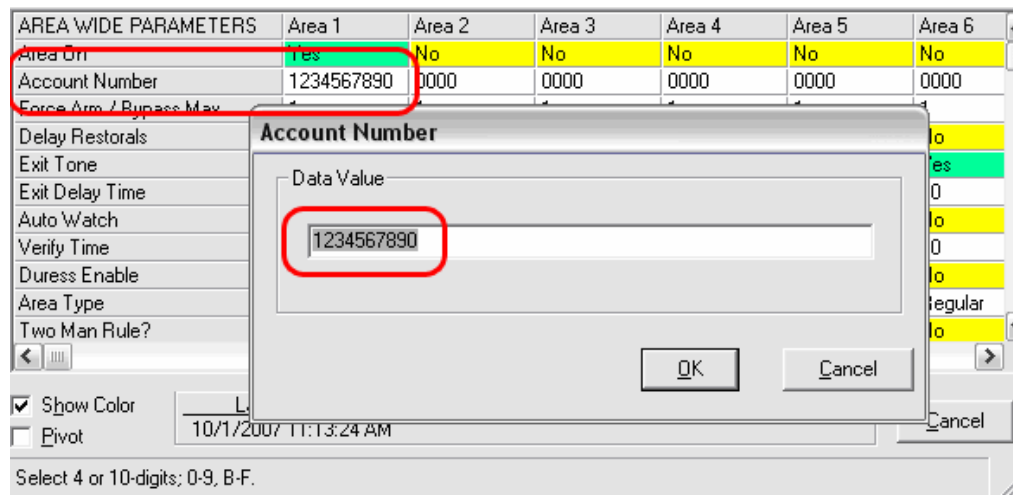 AREA WIDE PARAMETERS Area 1 Area 2 Area 3 Area 4 Area 5 Area 6
Area On Yes No No No No No
Account Number 1234567890 0000 0000 0000 0000 0000
Force Arm / Bypass Max
Delay Restorals
Exit Tone
Exit Delay Time
Auto Watch
Verify Time
Duress Enable
Area Type
Two Man Rule?
Account Number
Data Value
1234567890
OK Cancel
Show Color
Pivot
10/1/2007 11:13:24 AM
Cancel
Select 4 or 10-digits; 0-9, B-F.